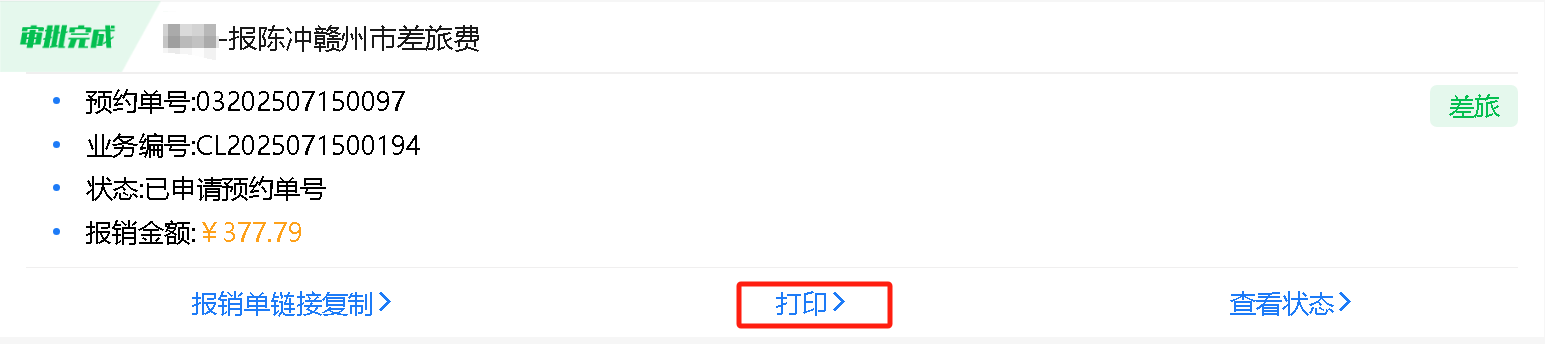 审批完成
-报陈冲赣州市差旅费
预约单号:03202507150097
差旅
业务编号:CL2025071500194
状态:已申请预约单号
报销金额:￥377.79
报销单链接复制
打印
查看状态